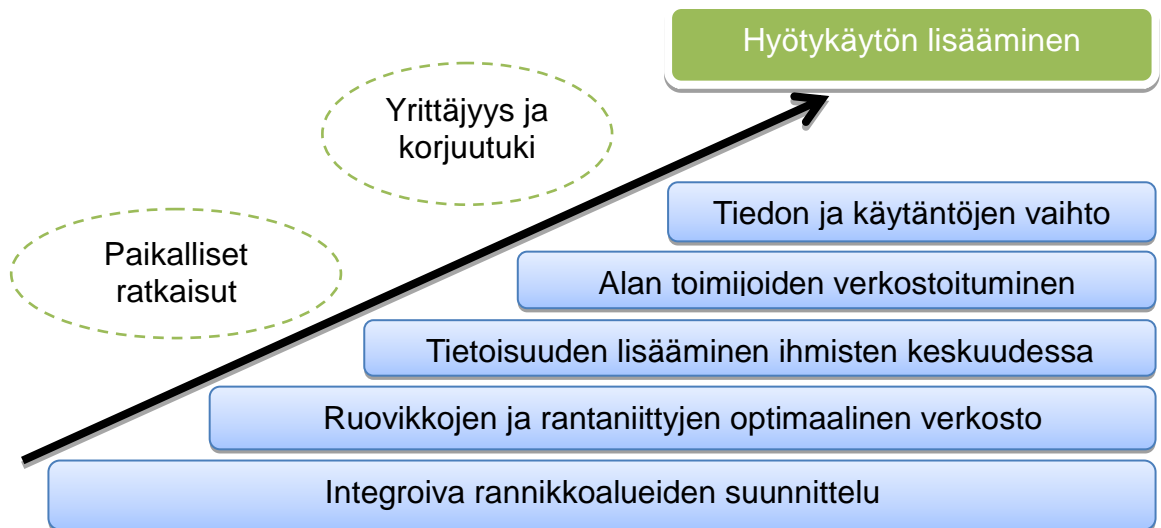 Hyötykäytön lisääminen
Yrittäjyys ja
korjuutuki
Paikalliset
ratkaisut
Tiedon ja käytäntöjen vaihto
Alan toimijoiden verkostoituminen
Tietoisuuden lisääminen ihmisten keskuudessa
Ruovikkojen ja rantaniittyjen optimaalinen verkosto
Integroiva rannikkoalueiden suunnittelu